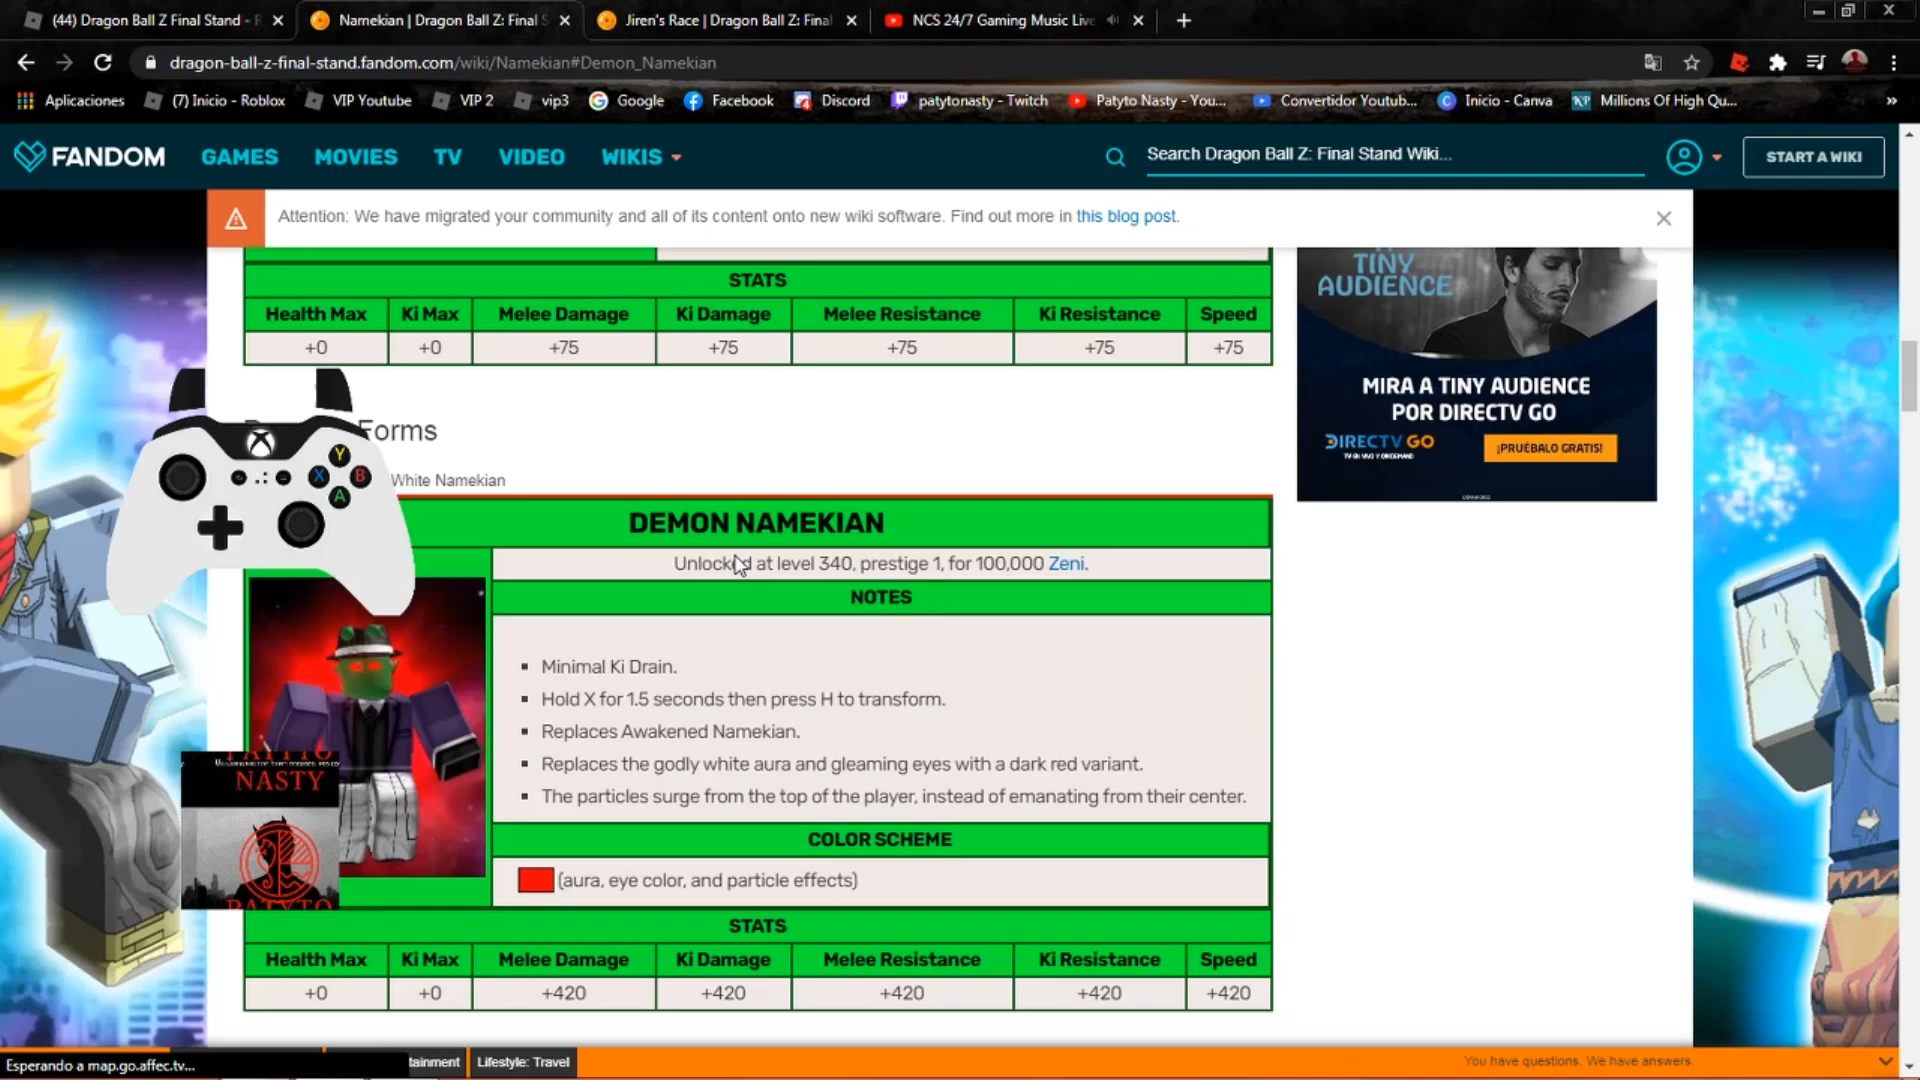 (44) Dragon Ball Z Final Stand - R
Namekian | Dragon Ball Z: Final S
Jiren's Race | Dragon Ball Z: Final
NCS 24/7 Gaming Music Live
dragon-ball-z-final-stand.fandom.com/wiki/Namekian#Demon_Namekian
Aplicaciones
(7) Inicio - Roblox
VIP Youtube
VIP 2
vip3
Google
Facebook
Discord
patytonasty - Twitch
Patyto Nasty - You...
Convertidor Youtub...
Inicio - Canva
Millions Of High Qu...
FANDOM
GAMES
MOVIES
TV
VIDEO
WIKIS
Search Dragon Ball Z: Final Stand Wiki...
START A WIKI
Attention: We have migrated your community and all of its content onto new wiki software. Find out more in this blog post.
STATS
Health Max Ki Max Melee Damage Ki Damage Melee Resistance Ki Resistance Speed
+0 +0 +75 +75 +75 +75 +75
TINY
AUDIENCE
MIRA A TINY AUDIENCE
POR DIRECTV GO
DIRECTV GO
¡PRUÉBALO GRATIS!
Forms
White Namekian
Y
X
B
A
DEMON NAMEKIAN
Unlocked at level 340, prestige 1, for 100,000 Zeni.
NOTES
Minimal Ki Drain.
Hold X for 1.5 seconds then press H to transform.
Replaces Awakened Namekian.
Replaces the godly white aura and gleaming eyes with a dark red variant.
The particles surge from the top of the player, instead of emanating from their center.
NASTY
PATYTO
COLOR SCHEME
(aura, eye color, and particle effects)
STATS
Health Max Ki Max Melee Damage Ki Damage Melee Resistance Ki Resistance Speed
+0 +0 +420 +420 +420 +420 +420
Esperando a map.go.affec.tv...
tainment
Lifestyle: Travel
You have questions. We have answers.